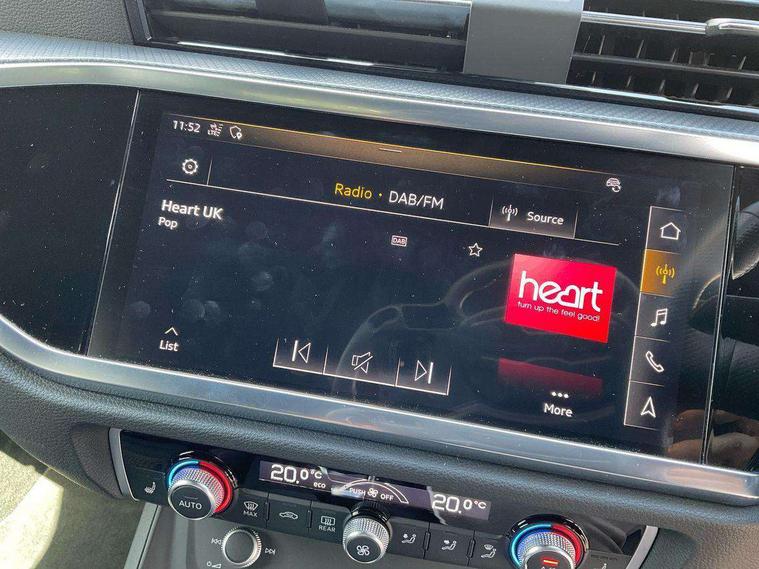 11:52 LTE
Radio · DAB/FM
Source
Heart UK
Pop
DAB
heart
turn up the feel good!
List
More
20.0°C
eco
PUSH OFF
20.0°C
AUTO
MAX
REAR